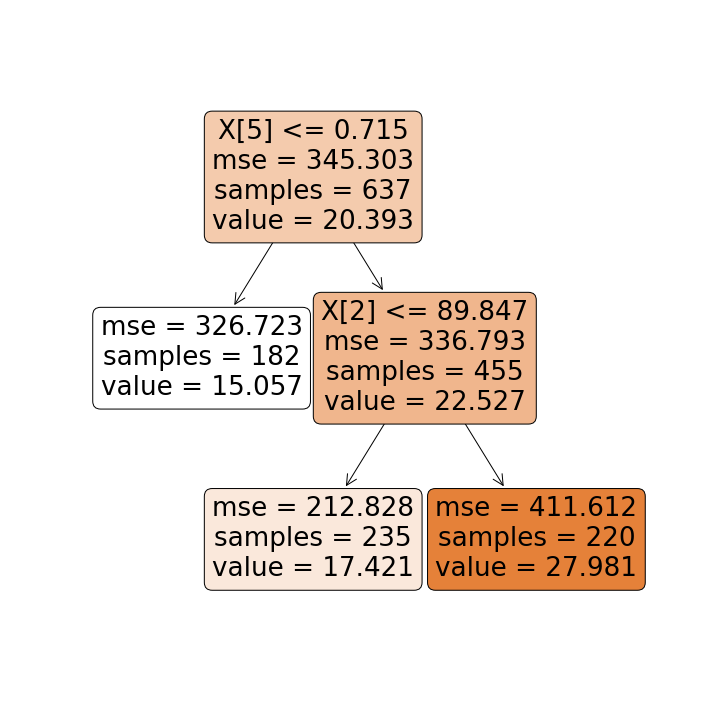 X[5] <= 0.715
mse = 345.303
samples = 637
value = 20.393
mse = 326.723
samples = 182
value = 15.057
X[2] <= 89.847
mse = 336.793
samples = 455
value = 22.527
mse = 212.828
samples = 235
value = 17.421
mse = 411.612
samples = 220
value = 27.981